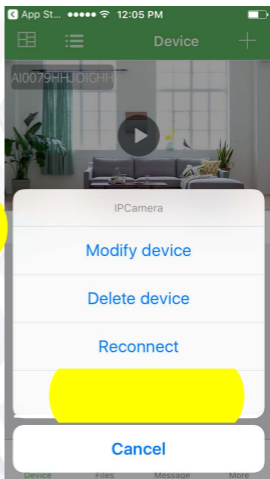 App St... 12:05 PM
Device
AI0079HHJOIGHH
IPCamera
Modify device
Delete device
Reconnect
Cancel
Device Files Message More